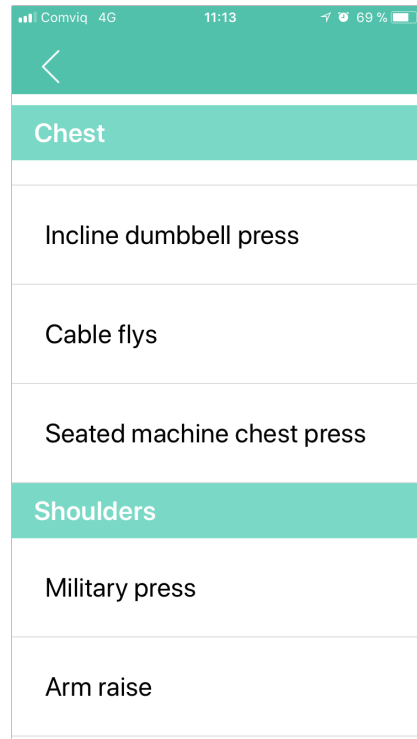 Comviq 4G 11:13 69 %
Chest
Incline dumbbell press
Cable flys
Seated machine chest press
Shoulders
Military press
Arm raise